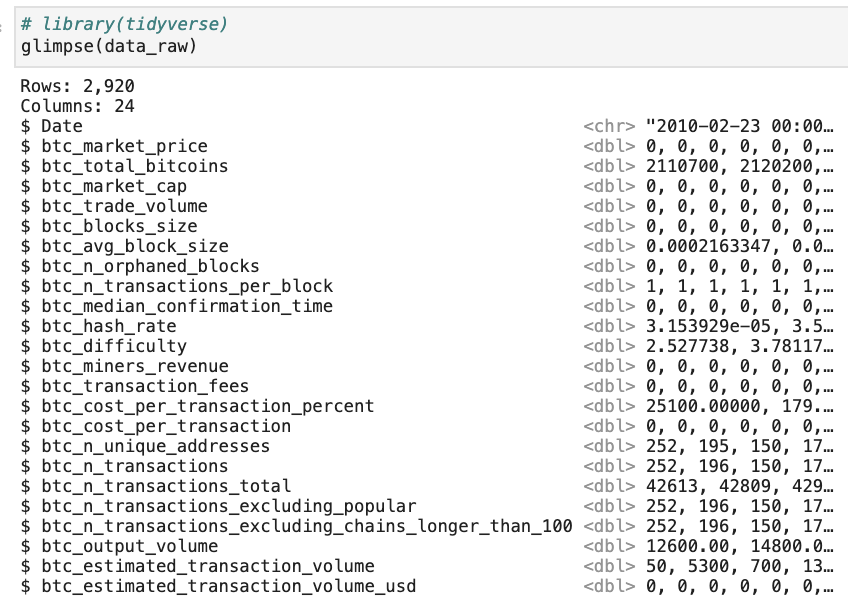 # library(tidyverse)
glimpse(data_raw)
Rows: 2,920
Columns: 24
$ Date <chr> "2010-02-23 00:00…
$ btc_market_price <dbl> 0, 0, 0, 0, 0, 0,…
$ btc_total_bitcoins <dbl> 2110700, 2120200,…
$ btc_market_cap <dbl> 0, 0, 0, 0, 0, 0,…
$ btc_trade_volume <dbl> 0, 0, 0, 0, 0, 0,…
$ btc_blocks_size <dbl> 0, 0, 0, 0, 0, 0,…
$ btc_avg_block_size <dbl> 0.0002163347, 0.0…
$ btc_n_orphaned_blocks <dbl> 0, 0, 0, 0, 0, 0,…
$ btc_n_transactions_per_block <dbl> 1, 1, 1, 1, 1, 1,…
$ btc_median_confirmation_time <dbl> 0, 0, 0, 0, 0, 0,…
$ btc_hash_rate <dbl> 3.153929e-05, 3.5…
$ btc_difficulty <dbl> 2.527738, 3.78117…
$ btc_miners_revenue <dbl> 0, 0, 0, 0, 0, 0,…
$ btc_transaction_fees <dbl> 0, 0, 0, 0, 0, 0,…
$ btc_cost_per_transaction_percent <dbl> 25100.00000, 179.…
$ btc_cost_per_transaction <dbl> 0, 0, 0, 0, 0, 0,…
$ btc_n_unique_addresses <dbl> 252, 195, 150, 17…
$ btc_n_transactions <dbl> 252, 196, 150, 17…
$ btc_n_transactions_total <dbl> 42613, 42809, 429…
$ btc_n_transactions_excluding_popular <dbl> 252, 196, 150, 17…
$ btc_n_transactions_excluding_chains_longer_than_100 <dbl> 252, 196, 150, 17…
$ btc_output_volume <dbl> 12600.00, 14800.0…
$ btc_estimated_transaction_volume <dbl> 50, 5300, 700, 13…
$ btc_estimated_transaction_volume_usd <dbl> 0, 0, 0, 0, 0, 0,…